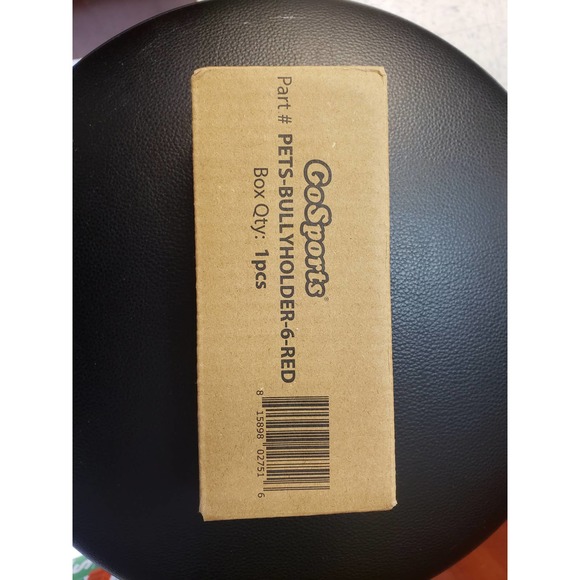 GoSports®
Part # PETS-BULLYHOLDER-6-RED
Box Qty: 1pcs
8 15898 02751 6